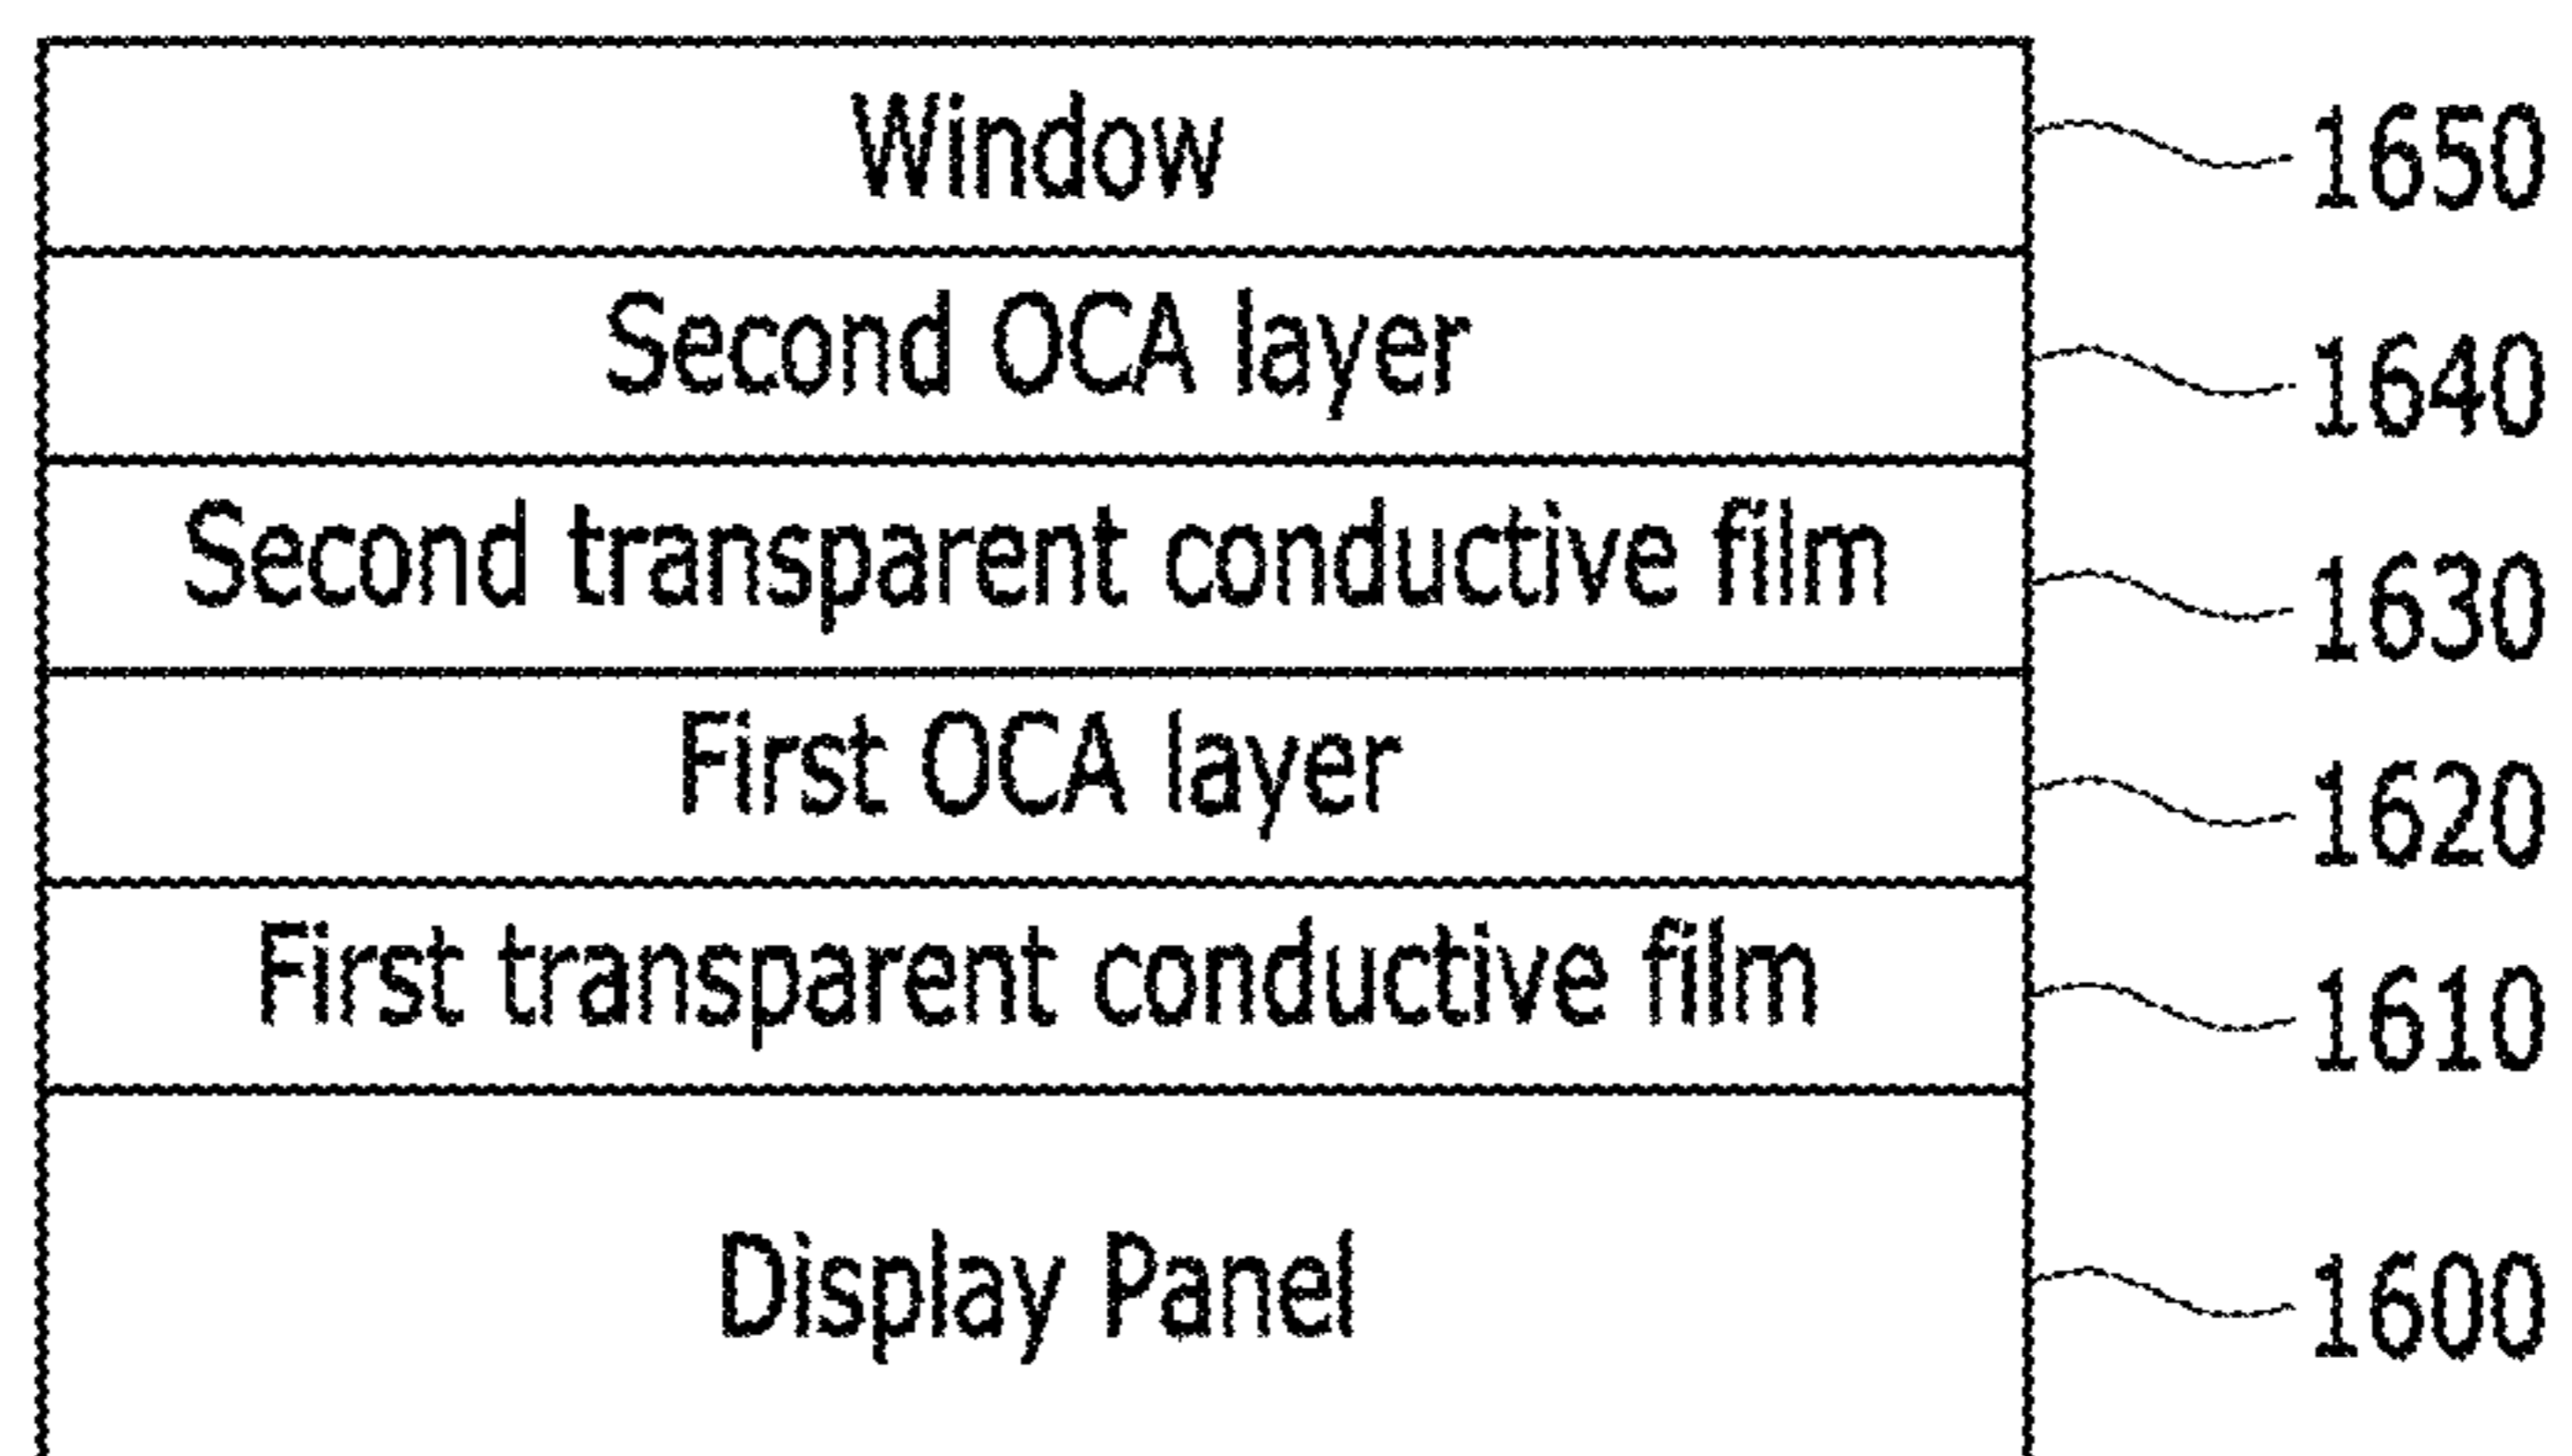 Window 1650
Second OCA layer 1640
Second transparent conductive film 1630
First OCA layer 1620
First transparent conductive film 1610
Display Panel 1600